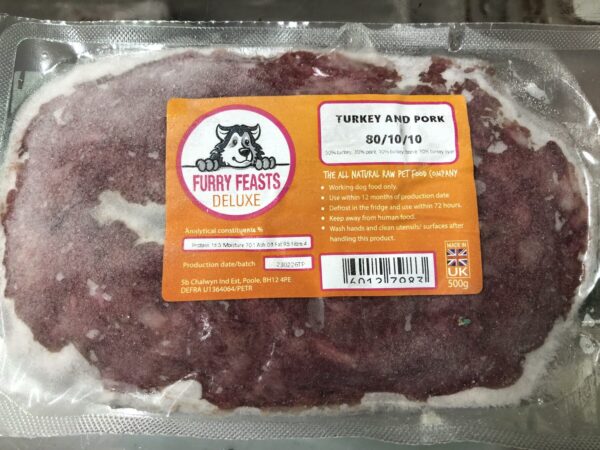 FURRY FEASTS
DELUXE
TURKEY AND PORK
80/10/10
50% turkey, 30% pork, 10% turkey bone, 10% turkey liver
THE ALL NATURAL RAW PET FOOD COMPANY
• Working dog food only.
• Use within 12 months of production date
• Defrost in the fridge and use within 72 hours.
• Keep away from human food.
• Wash hands and clean utensils/ surfaces after
handling this product.
Analytical constituents %
Production date/batch
5b Chalwyn Ind Est, Poole, BH12 4PE
DEFRA U1364064/PETR
MADE IN
UK
500g